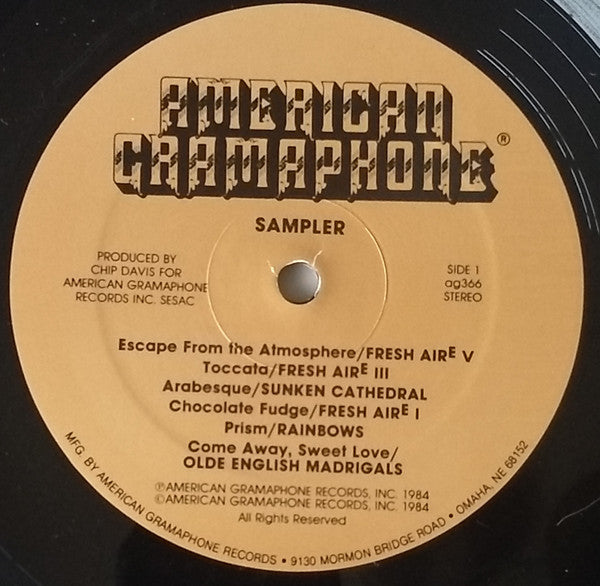 AMERICAN
GRAMAPHONE®
SAMPLER
PRODUCED BY
CHIP DAVIS FOR
AMERICAN GRAMAPHONE
RECORDS INC. SESAC
SIDE 1
ag366
STEREO
Escape From the Atmosphere/FRESH AIRE V
Toccata/FRESH AIRE III
Arabesque/SUNKEN CATHEDRAL
Chocolate Fudge/FRESH AIRE I
Prism/RAINBOWS
Come Away, Sweet Love/
OLDE ENGLISH MADRIGALS
℗AMERICAN GRAMAPHONE RECORDS, INC. 1984
©AMERICAN GRAMAPHONE RECORDS, INC. 1984
All Rights Reserved
MFG. BY AMERICAN GRAMAPHONE RECORDS • 9130 MORMON BRIDGE ROAD • OMAHA, NE 68152